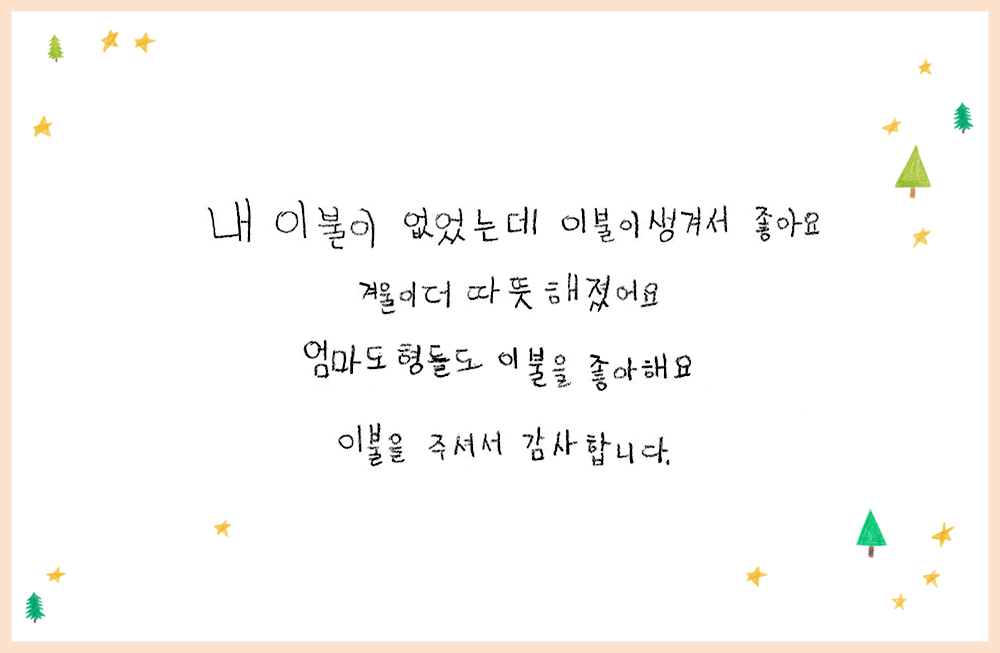 내 이불이 없었는데 이불이 생겨서 좋아요
겨울이 더 따뜻해졌어요
엄마도 형들도 이불을 좋아해요
이불을 주셔서 감사합니다.